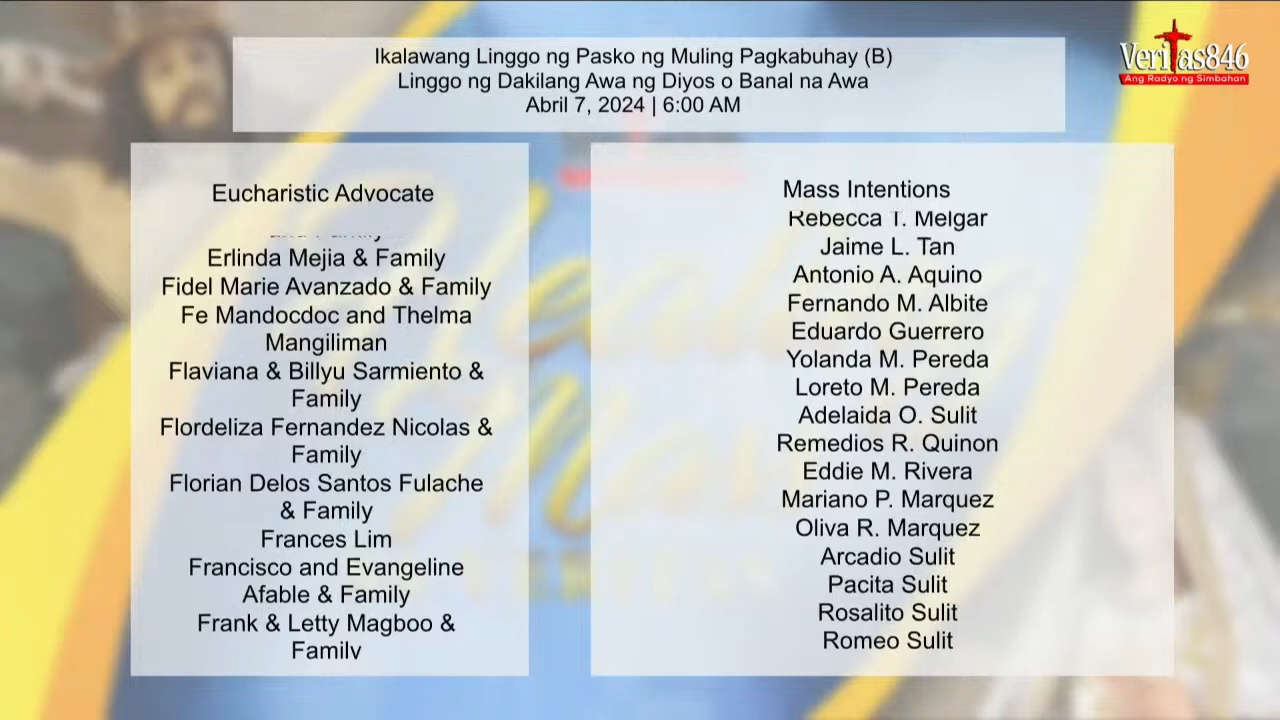 Ikalawang Linggo ng Pasko ng Muling Pagkabuhay (B)
Linggo ng Dakilang Awa ng Diyos o Banal na Awa
Abril 7, 2024 | 6:00 AM
Veritas846
Ang Radyo ng Simbahan
Eucharistic Advocate
Erlinda Mejia & Family
Fidel Marie Avanzado & Family
Fe Mandocdoc and Thelma
Mangiliman
Flaviana & Billyu Sarmiento &
Family
Flordeliza Fernandez Nicolas &
Family
Florian Delos Santos Fulache
& Family
Frances Lim
Francisco and Evangeline
Afable & Family
Frank & Letty Magboo &
Family
Mass Intentions
Rebecca T. Melgar
Jaime L. Tan
Antonio A. Aquino
Fernando M. Albite
Eduardo Guerrero
Yolanda M. Pereda
Loreto M. Pereda
Adelaida O. Sulit
Remedios R. Quinon
Eddie M. Rivera
Mariano P. Marquez
Oliva R. Marquez
Arcadio Sulit
Pacita Sulit
Rosalito Sulit
Romeo Sulit